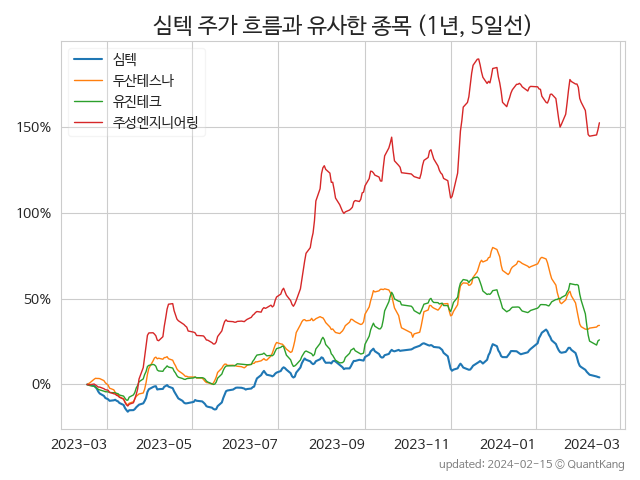 심텍 주가 흐름과 유사한 종목 (1년, 5일선)
심텍
두산테스나
유진테크
주성엔지니어링
150%
100%
50%
0%
2023-03 2023-05 2023-07 2023-09 2023-11 2024-01 2024-03
updated: 2024-02-15 © QuantKang